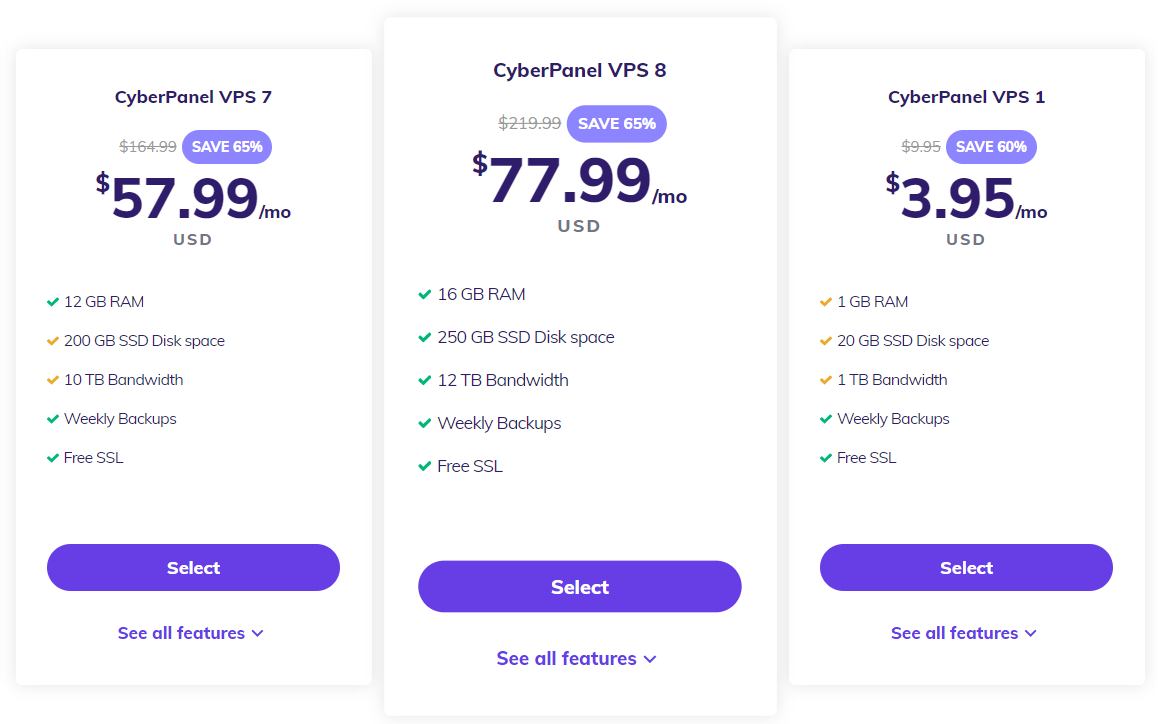 CyberPanel VPS 7
$164.99 SAVE 65%
$57.99/mo
USD
12 GB RAM
200 GB SSD Disk space
10 TB Bandwidth
Weekly Backups
Free SSL
Select
See all features
CyberPanel VPS 8
$219.99 SAVE 65%
$77.99/mo
USD
16 GB RAM
250 GB SSD Disk space
12 TB Bandwidth
Weekly Backups
Free SSL
Select
See all features
CyberPanel VPS 1
$9.95 SAVE 60%
$3.95/mo
USD
1 GB RAM
20 GB SSD Disk space
1 TB Bandwidth
Weekly Backups
Free SSL
Select
See all features